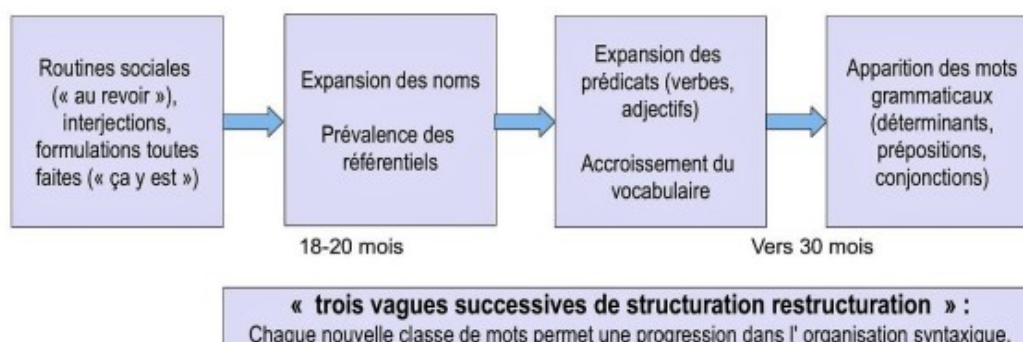 Routines sociales
(« au revoir »),
interjections,
formulations toutes
faites (« ça y est »)
Expansion des noms
Prévalence des
référentiels
Expansion des
prédicats (verbes,
adjectifs)
Accroissement du
vocabulaire
Apparition des mots
grammaticaux
(déterminants,
prépositions,
conjonctions)
18-20 mois
Vers 30 mois
« trois vagues successives de structuration restructuration » :
Chaque nouvelle classe de mots permet une progression dans l' organisation syntaxique.